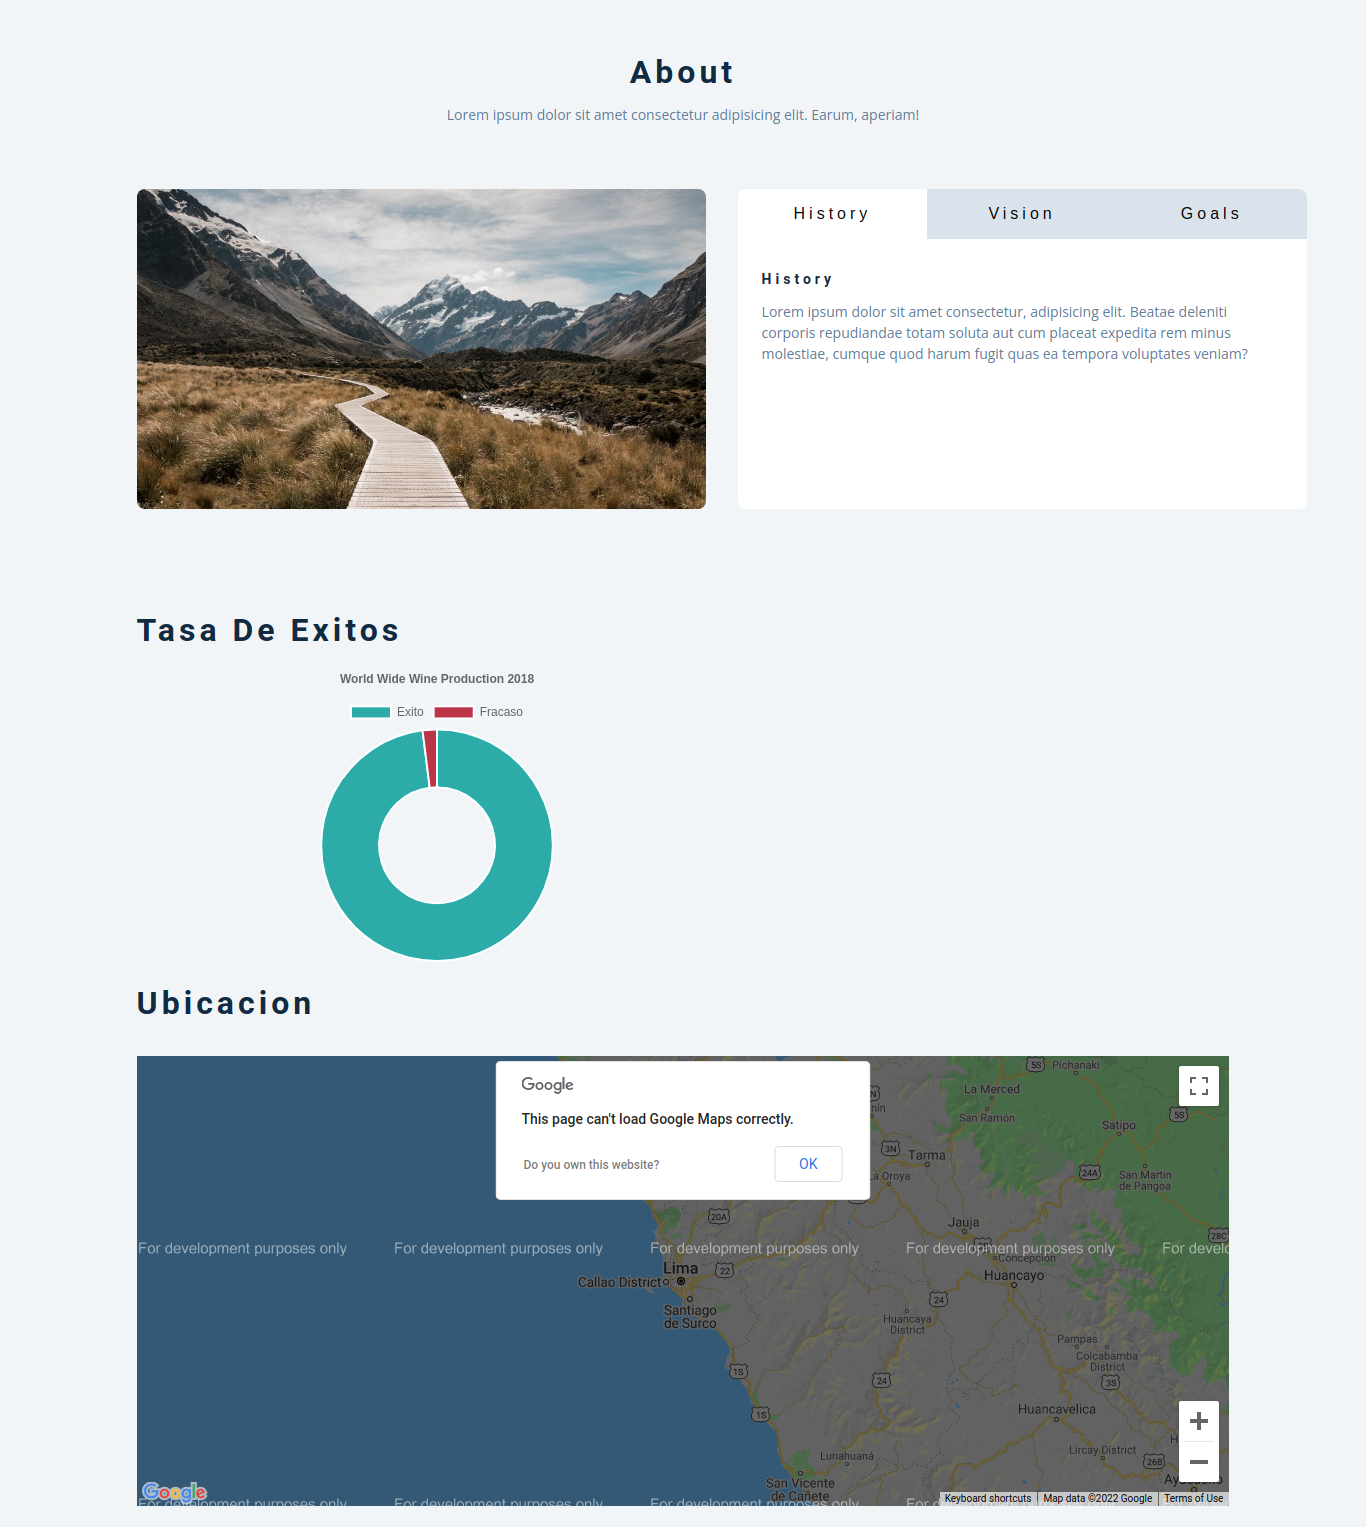 About
Lorem ipsum dolor sit amet consectetur adipisicing elit. Earum, aperiam!
History
Vision
Goals
History
Lorem ipsum dolor sit amet consectetur, adipisicing elit. Beatae deleniti
corporis repudiandae totam soluta aut cum placeat expedita rem minus
molestiae, cumque quod harum fugit quas ea tempora voluptates veniam?
Tasa De Exitos
World Wide Wine Production 2018
Exito
Fracaso
Ubicacion
Google
This page can't load Google Maps correctly.
Do you own this website?
OK
5S
Pichanaki
La Merced
San Ramón
5S
Satipo
3N
Tarma
La Oroya
24A
San Martin
de Pangoa
20A
Jauja
28C
For development purposes only
For development purposes only
For development purposes only
For development purposes only
For develo
Concepción
Lima
22
Callao District
Huancayo
24
Santiago
de Surco
Huancaya
District
Pampas
Colcabamba
District
1S
24
3S
1S
Huancavelica
Lunahuaná
Lircay District
26B
San Vicente
de Cañete
Google
For development purposes only
For development purposes only
For development purposes only
Keyboard shortcuts
Map data ©2022 Google
Terms of Use